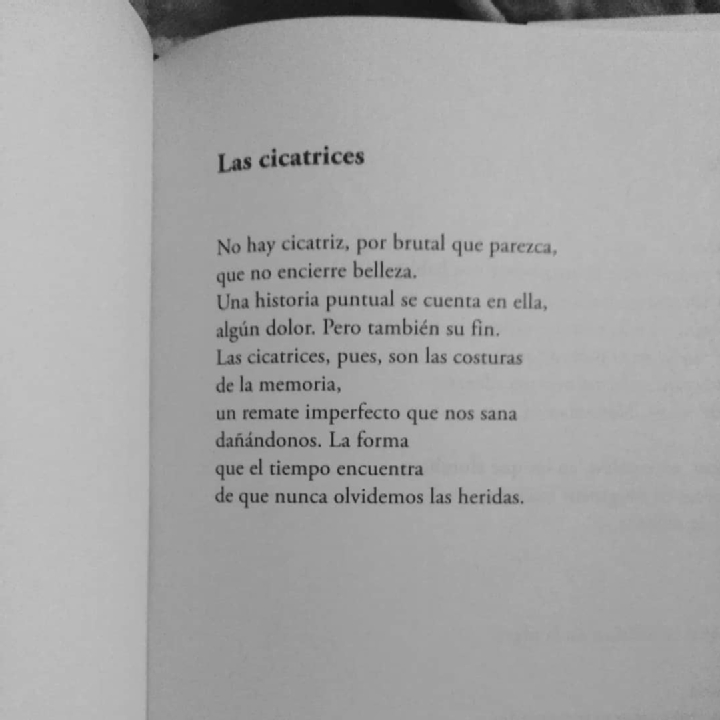 Las cicatrices
No hay cicatriz, por brutal que parezca,
que no encierre belleza.
Una historia puntual se cuenta en ella,
algún dolor. Pero también su fin.
Las cicatrices, pues, son las costuras
de la memoria,
un remate imperfecto que nos sana
dañándonos. La forma
que el tiempo encuentra
de que nunca olvidemos las heridas.